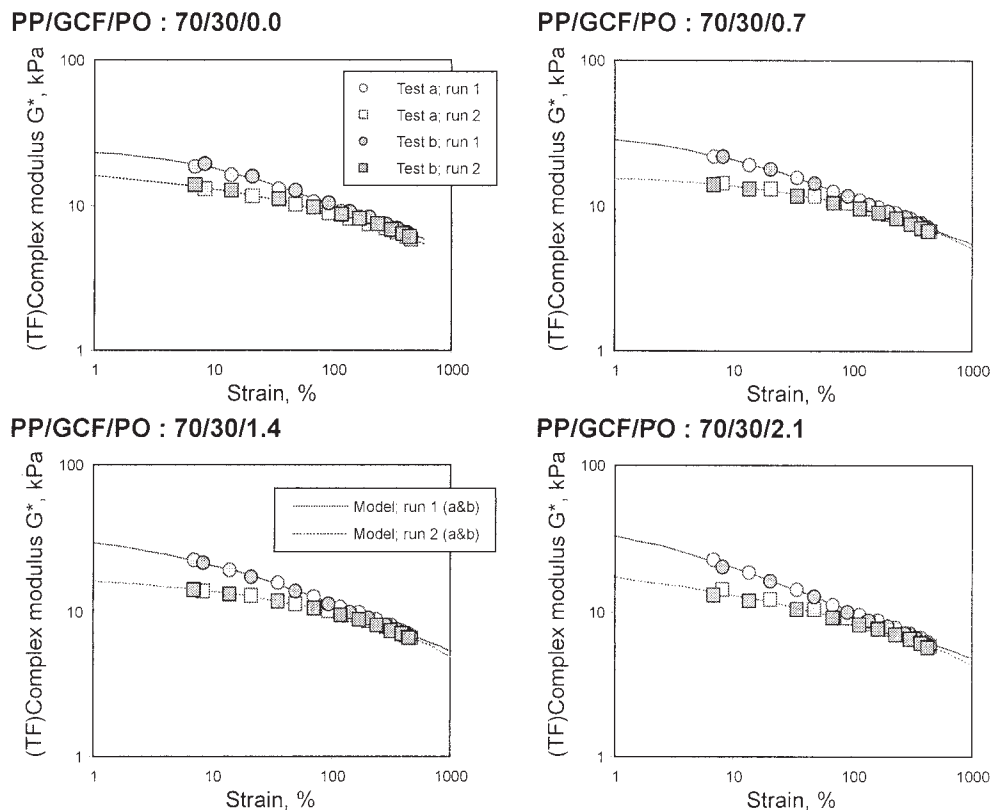 PP/GCF/PO : 70/30/0.0
(TF)Complex modulus G*, kPa
100
10
1
1
10
100
1000
Strain, %
Test a; run 1
Test a; run 2
Test b; run 1
Test b; run 2
PP/GCF/PO : 70/30/0.7
(TF)Complex modulus G*, kPa
100
10
1
1
10
100
1000
Strain, %
PP/GCF/PO : 70/30/1.4
(TF)Complex modulus G*, kPa
100
10
1
1
10
100
1000
Strain, %
Model; run 1 (a&b)
Model; run 2 (a&b)
PP/GCF/PO : 70/30/2.1
(TF)Complex modulus G*, kPa
100
10
1
1
10
100
1000
Strain, %